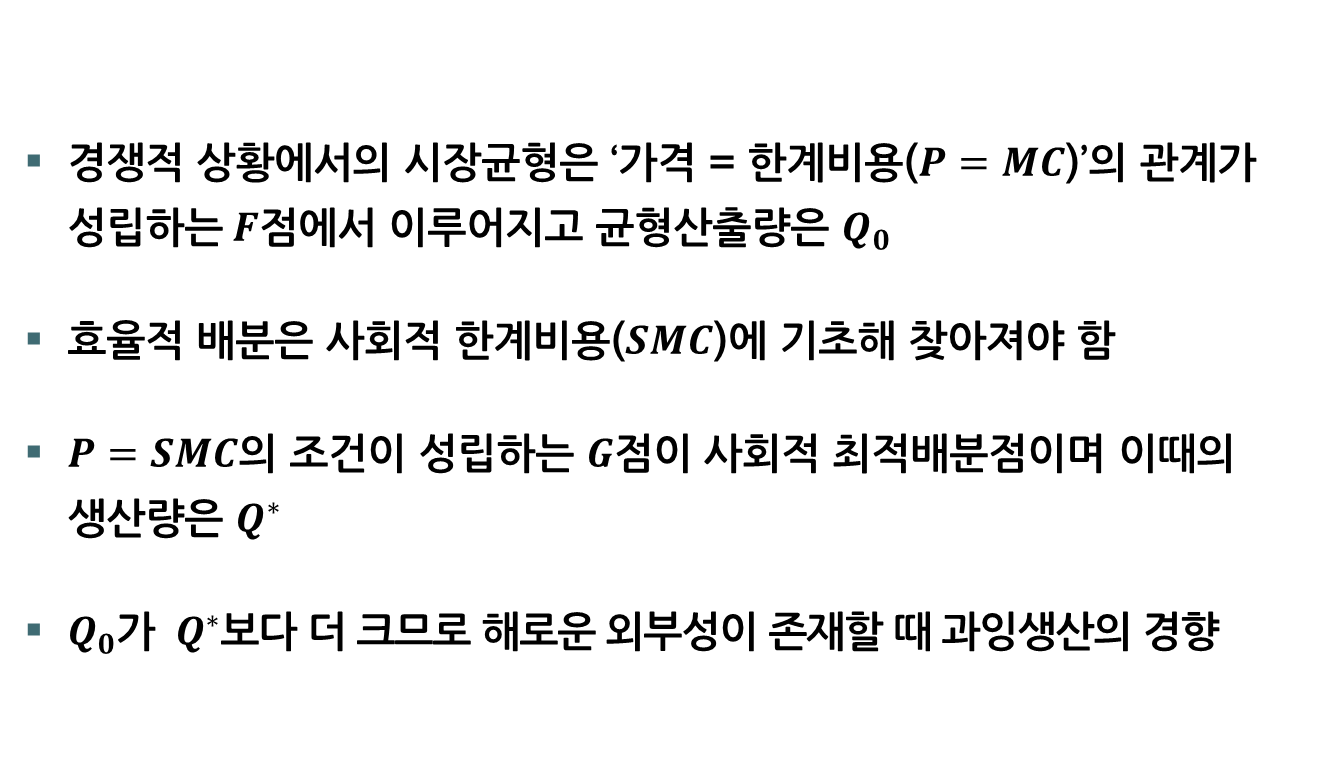 ▪ 경쟁적 상황에서의 시장균형은 ‘가격 = 한계비용(P = MC)’의 관계가
성립하는 F점에서 이루어지고 균형산출량은 Q₀
▪ 효율적 배분은 사회적 한계비용(SMC)에 기초해 찾아져야 함
▪ P = SMC의 조건이 성립하는 G점이 사회적 최적배분점이며 이때의
생산량은 Q*
▪ Q₀가 Q*보다 더 크므로 해로운 외부성이 존재할 때 과잉생산의 경향